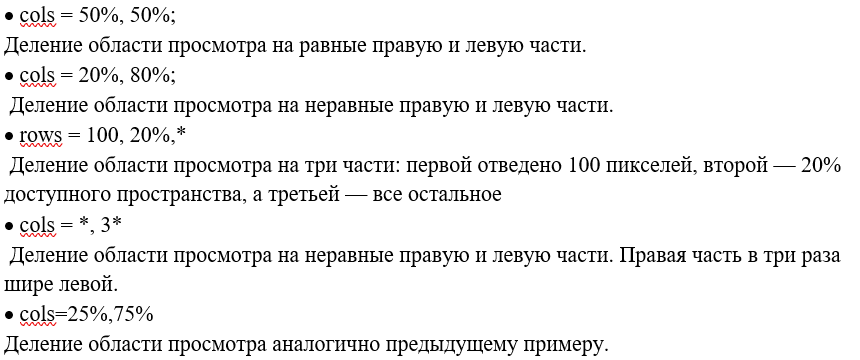 • cols = 50%, 50%;
Деление области просмотра на равные правую и левую части.
• cols = 20%, 80%;
Деление области просмотра на неравные правую и левую части.
• rows = 100, 20%,*
Деление области просмотра на три части: первой отведено 100 пикселей, второй — 20%
доступного пространства, а третьей — все остальное
• cols = *, 3*
Деление области просмотра на неравные правую и левую части. Правая часть в три раза
шире левой.
• cols=25%,75%
Деление области просмотра аналогично предыдущему примеру.